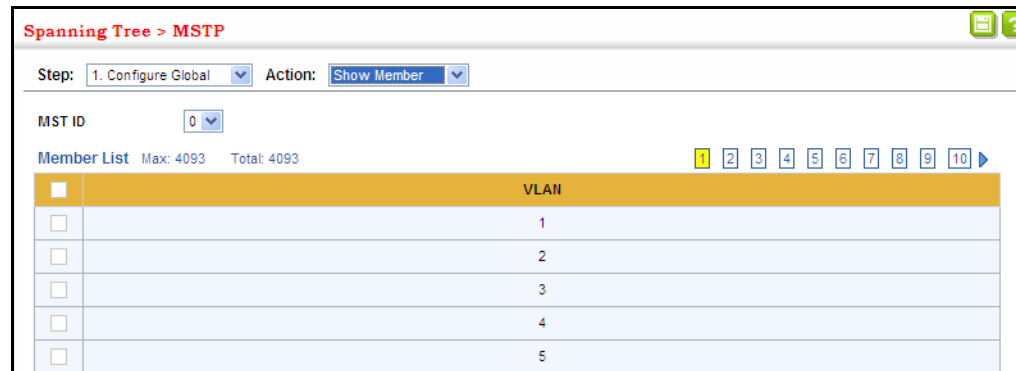 Spanning Tree > MSTP
Step: 1. Configure Global Action: Show Member
MST ID 0
Member List Max: 4093 Total: 4093 1 2 3 4 5 6 7 8 9 10
VLAN
1
2
3
4
5